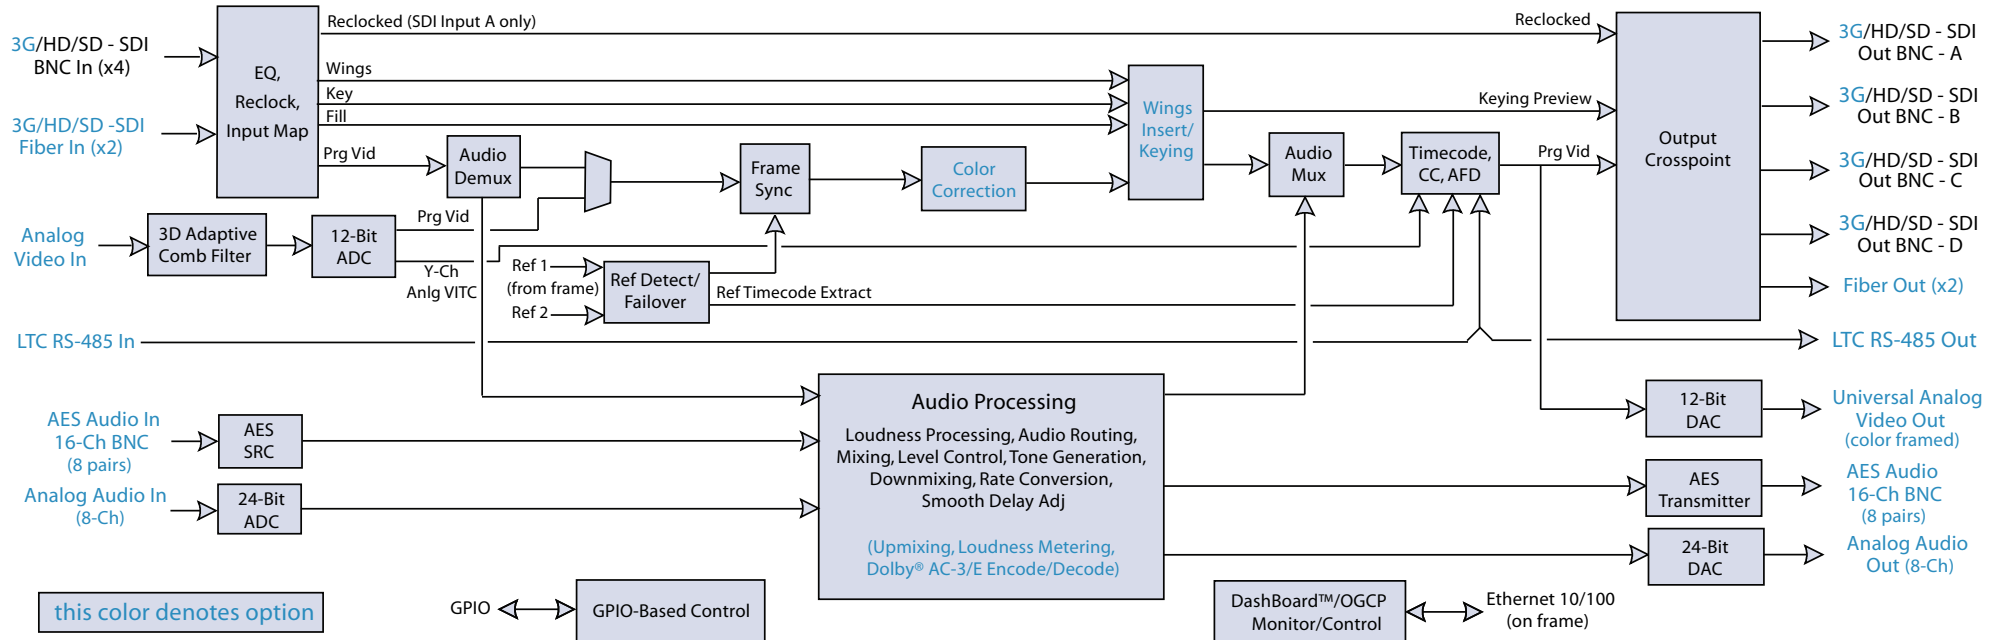 Reclocked (SDI Input A only)
Reclocked
3G/HD/SD - SDI
BNC In (x4)
EQ,
Reclock,
Input Map
Wings
Key
Fill
Prg Vid
3G/HD/SD -SDI
Fiber In (x2)
Audio
Demux
Frame
Sync
Color
Correction
Wings
Insert/
Keying
Keying Preview
Audio
Mux
Timecode,
CC, AFD
Prg Vid
Output
Crosspoint
3G/HD/SD - SDI
Out BNC - A
3G/HD/SD - SDI
Out BNC - B
3G/HD/SD - SDI
Out BNC - C
3G/HD/SD - SDI
Out BNC - D
Fiber Out (x2)
Analog
Video In
3D Adaptive
Comb Filter
12-Bit
ADC
Prg Vid
Y-Ch
Anlg VITC
Ref 1
(from frame)
Ref 2
Ref Detect/
Failover
Ref Timecode Extract
LTC RS-485 In
LTC RS-485 Out
AES Audio In
16-Ch BNC
(8 pairs)
AES
SRC
Analog Audio In
(8-Ch)
24-Bit
ADC
Audio Processing
Loudness Processing, Audio Routing,
Mixing, Level Control, Tone Generation,
Downmixing, Rate Conversion,
Smooth Delay Adj
(Upmixing, Loudness Metering,
Dolby® AC-3/E Encode/Decode)
12-Bit
DAC
Universal Analog
Video Out
(color framed)
AES
Transmitter
AES Audio
16-Ch BNC
(8 pairs)
24-Bit
DAC
Analog Audio
Out (8-Ch)
this color denotes option
GPIO
GPIO-Based Control
DashBoard™/OGCP
Monitor/Control
Ethernet 10/100
(on frame)